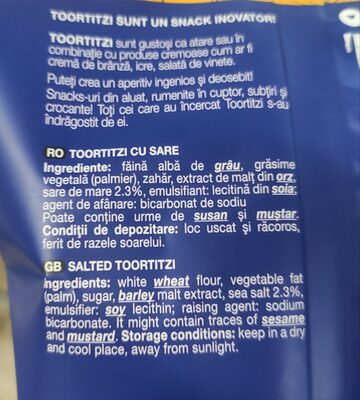 TOORTITZI SUNT UN SNACK INOVATOR!
TOORTITZI sunt gustoşi ca atare sau în
combinaţie cu produse cremoase cum ar fi
cremă de brânză, icre, salată de vinete.
Puteţi crea un aperitiv ingenios şi deosebit!
Snacks-uri din aluat, rumenite în cuptor, subţiri şi
crocante! Toţi cei care au încercat Toortitzi s-au
îndrăgostit de ei.
RO TOORTITZI CU SARE
Ingrediente: făină albă de grâu, grăsime
vegetală (palmier), zahăr, extract de malt din orz,
sare de mare 2.3%, emulsifiant: lecitină din soia;
agent de afânare: bicarbonat de sodiu
Poate conţine urme de susan şi muştar.
Condiţii de depozitare: loc uscat şi răcoros,
ferit de razele soarelui.
GB SALTED TOORTITZI
Ingredients: white wheat flour, vegetable fat
(palm), sugar, barley malt extract, sea salt 2.3%,
emulsifier: soy lecithin; raising agent: sodium
bicarbonate. It might contain traces of sesame
and mustard. Storage conditions: keep in a dry
and cool place, away from sunlight.